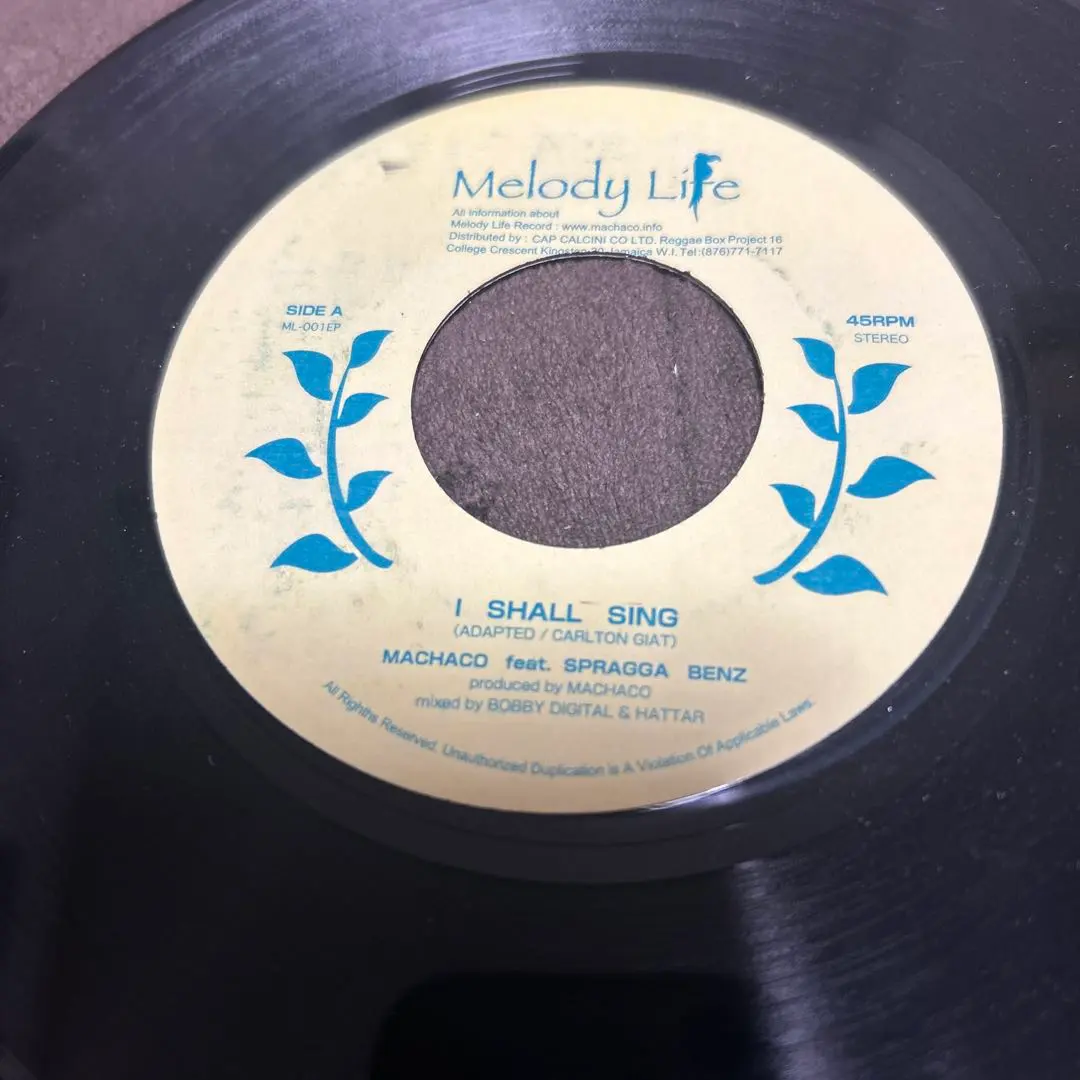 Melody Life
All information about
Melody Life Record : www.machaco.info
Distributed by : CAP CALCINI CO LTD. Reggae Box Project 16
College Crescent Kingston 20 Jamaica W.I. Tel:(876)771-7117
SIDE A
ML-001EP
45RPM
STEREO
I SHALL SING
(ADAPTED / CARLTON GIAT)
MACHACO feat. SPRAGGA BENZ
produced by MACHACO
mixed by BOBBY DIGITAL & HATTAR
All Rights Reserved. Unauthorized Duplication is A Violation Of Applicable Laws.